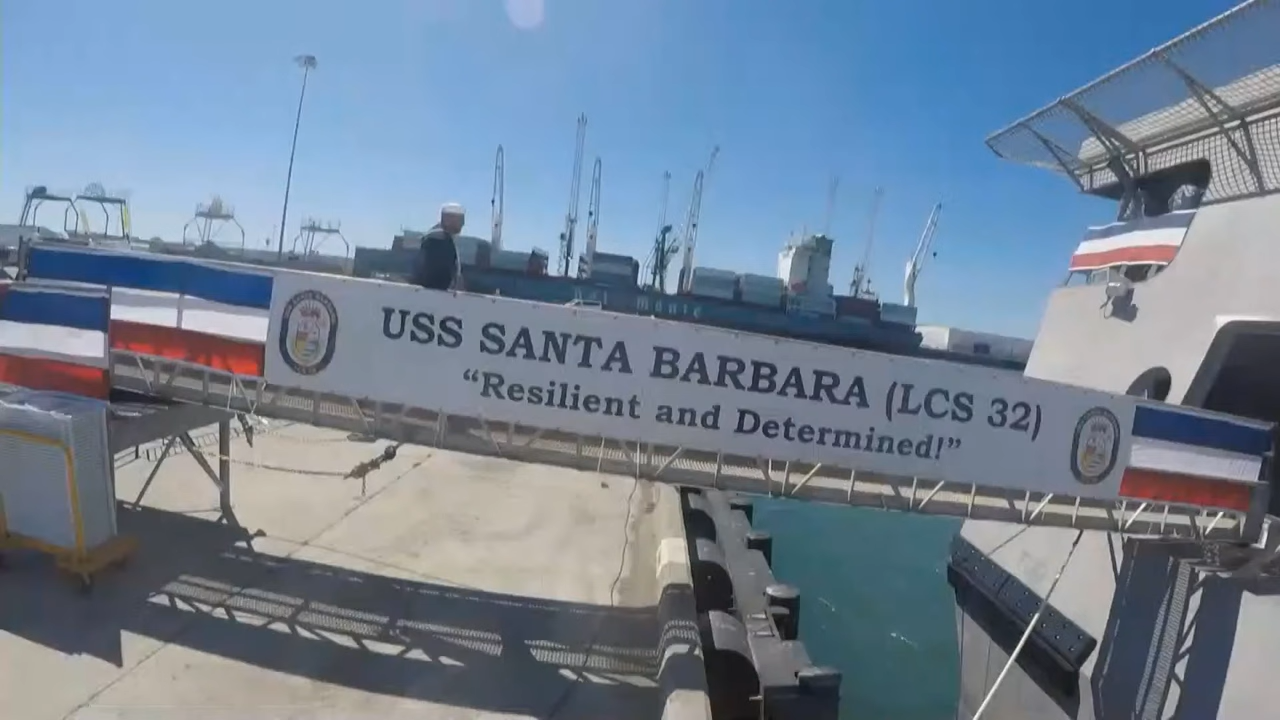 USS SANTA BARBARA (LCS 32)
“Resilient and Determined!”